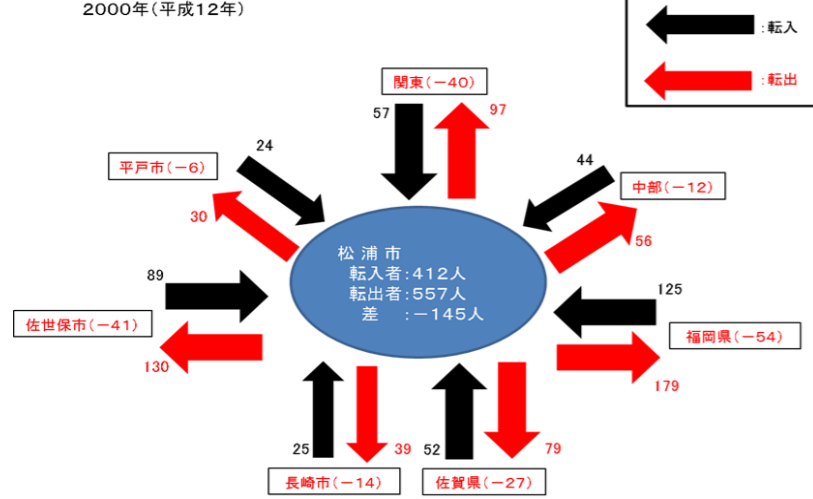 2000年(平成12年)
:転入
:転出
関東(－40)
57
97
24
平戸市(－6)
30
44
中部(－12)
56
松浦市
転入者:412人
転出者:557人
差 :－145人
89
佐世保市(－41)
130
125
福岡県(－54)
179
25
39
長崎市(－14)
52
79
佐賀県(－27)